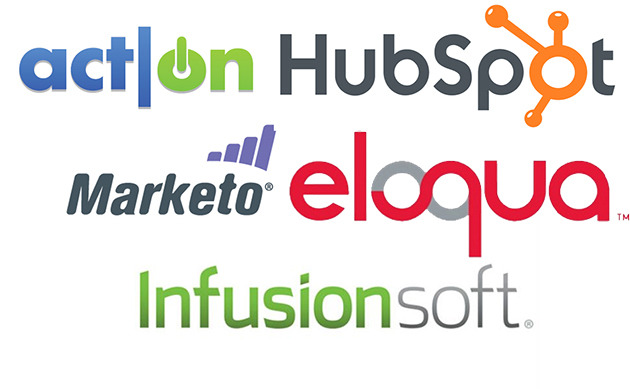 act|on HubSpot
Marketo®
eloqua™
Infusionsoft®